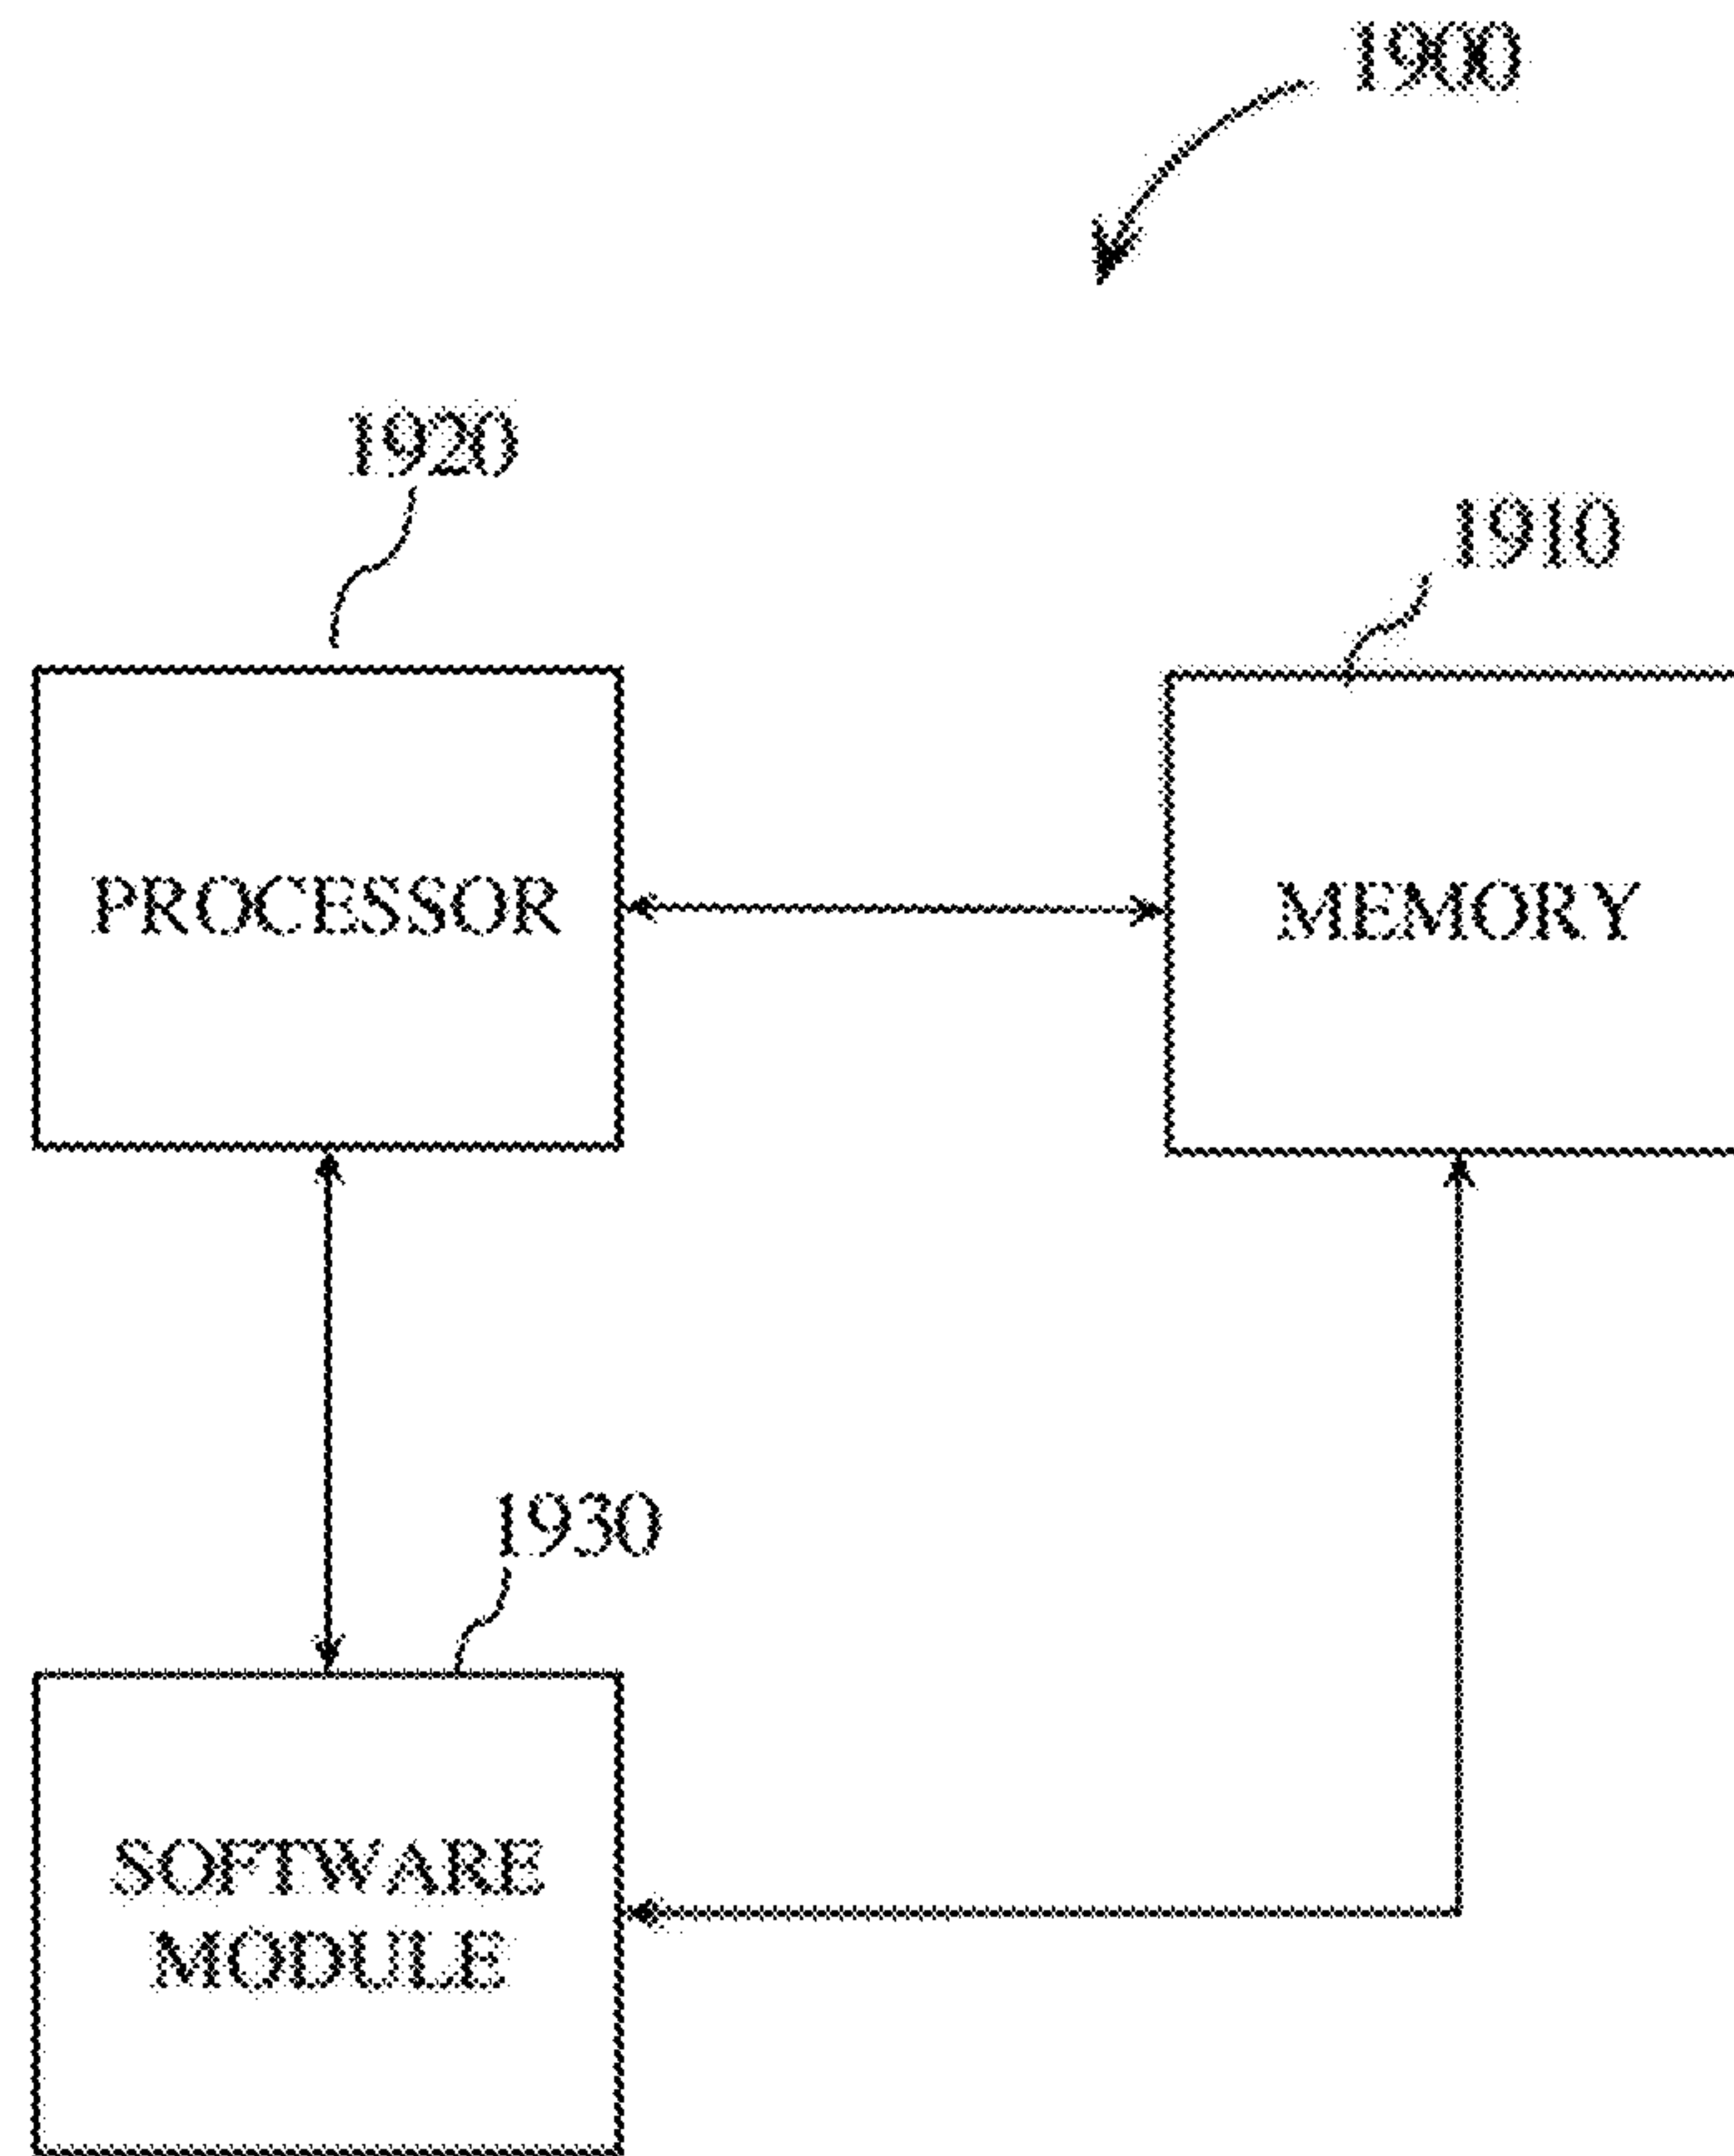 1900
1920
1910
PROCESSOR
MEMORY
1930
SOFTWARE
MODULE